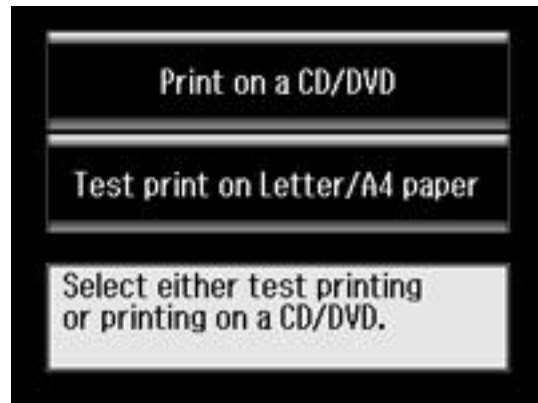 Print on a CD/DVD
Test print on Letter/A4 paper
Select either test printing
or printing on a CD/DVD.